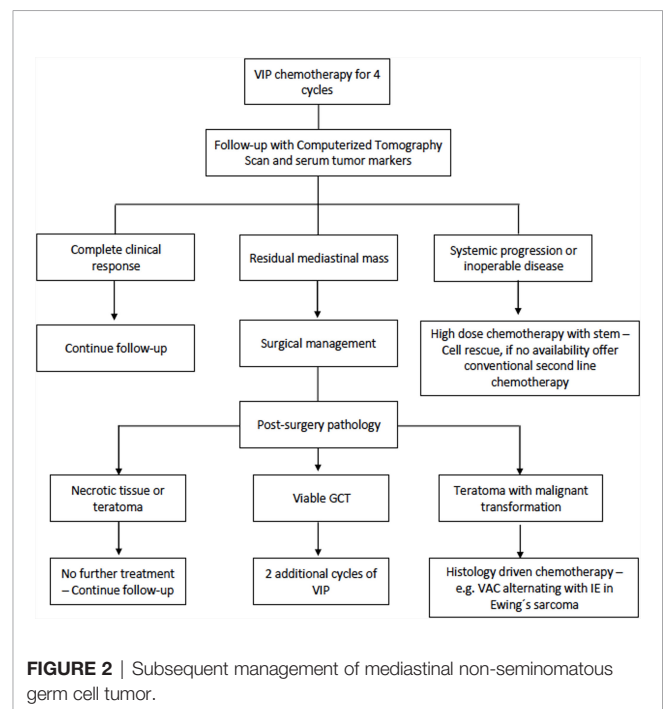 VIP chemotherapy for 4
cycles
Follow-up with Computerized Tomography
Scan and serum tumor
markers
Complete clinical
response
Residual mediastinal mass
Systemic progression or
inoperable disease
Continue follow-up
Surgical management
High dose chemotherapy with stem –
Cell rescue, if no availability offer
conventional second line
chemotherapy
Post-surgery pathology
Necrotic tissue or
teratoma
Viable GCT
Teratoma with malignant
transformation
No further treatment
– Continue follow-up
2 additional cycles of
VIP
Histology driven chemotherapy –
e.g. VAC alternating with IE in
Ewing´s sarcoma
FIGURE 2 | Subsequent management of mediastinal non-seminomatous
germ cell tumor.